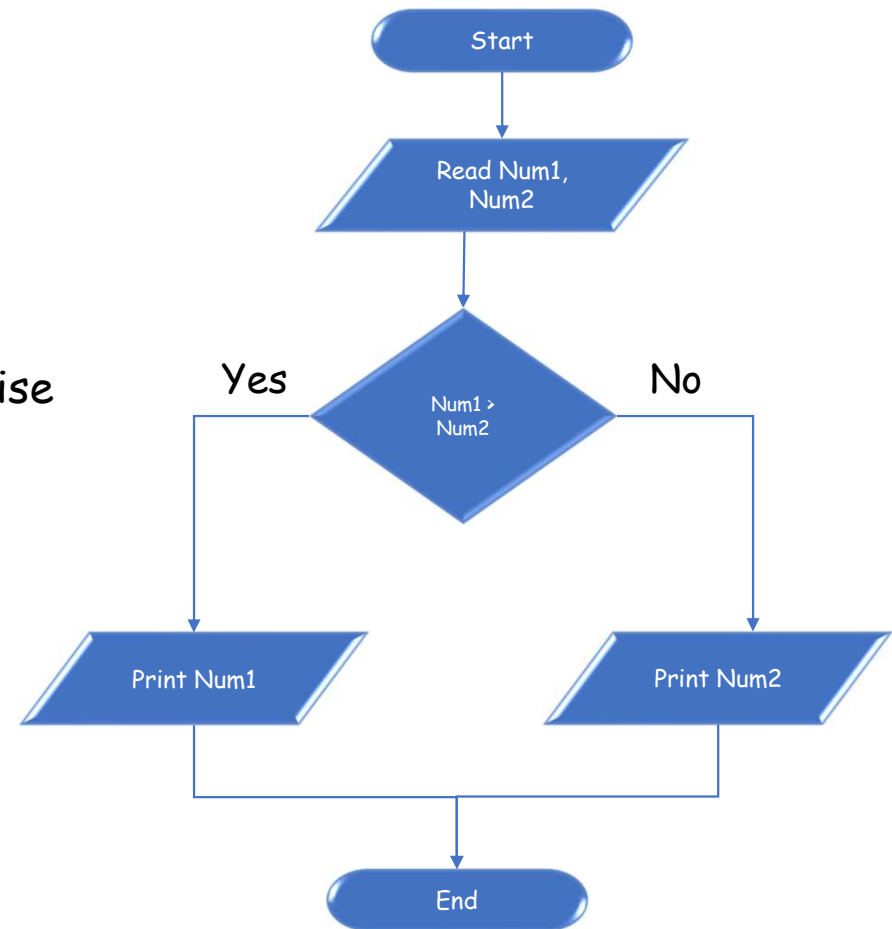 Start
Read Num1,
Num2
ise
Yes
No
Num1 >
Num2
Print Num1
Print Num2
End